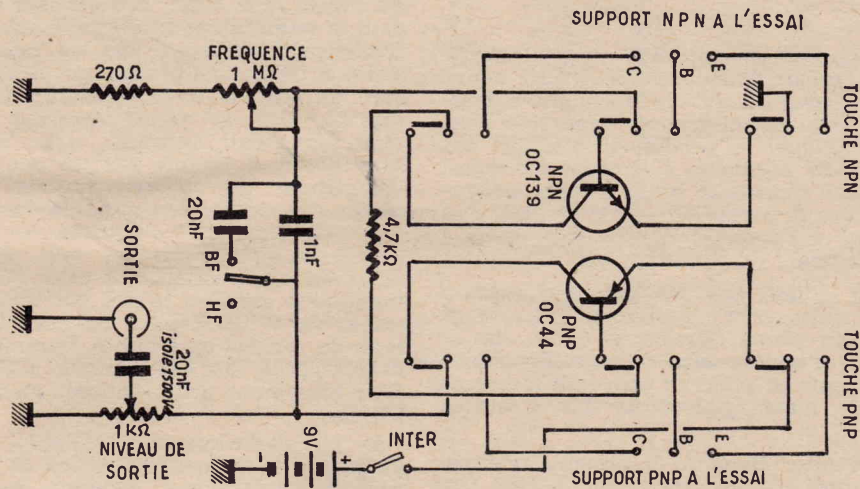 SUPPORT NPN A L'ESSAI
FREQUENCE
1 MΩ
270Ω
C
B
E
TOUCHE NPN
NPN
OC139
20nF
1nF
4,7KΩ
SORTIE
BF
HF
PNP
OC44
20nF
isolé 1500V
1KΩ
NIVEAU DE
SORTIE
9V
-
+
INTER
C
B
E
TOUCHE PNP
SUPPORT PNP A L'ESSAI